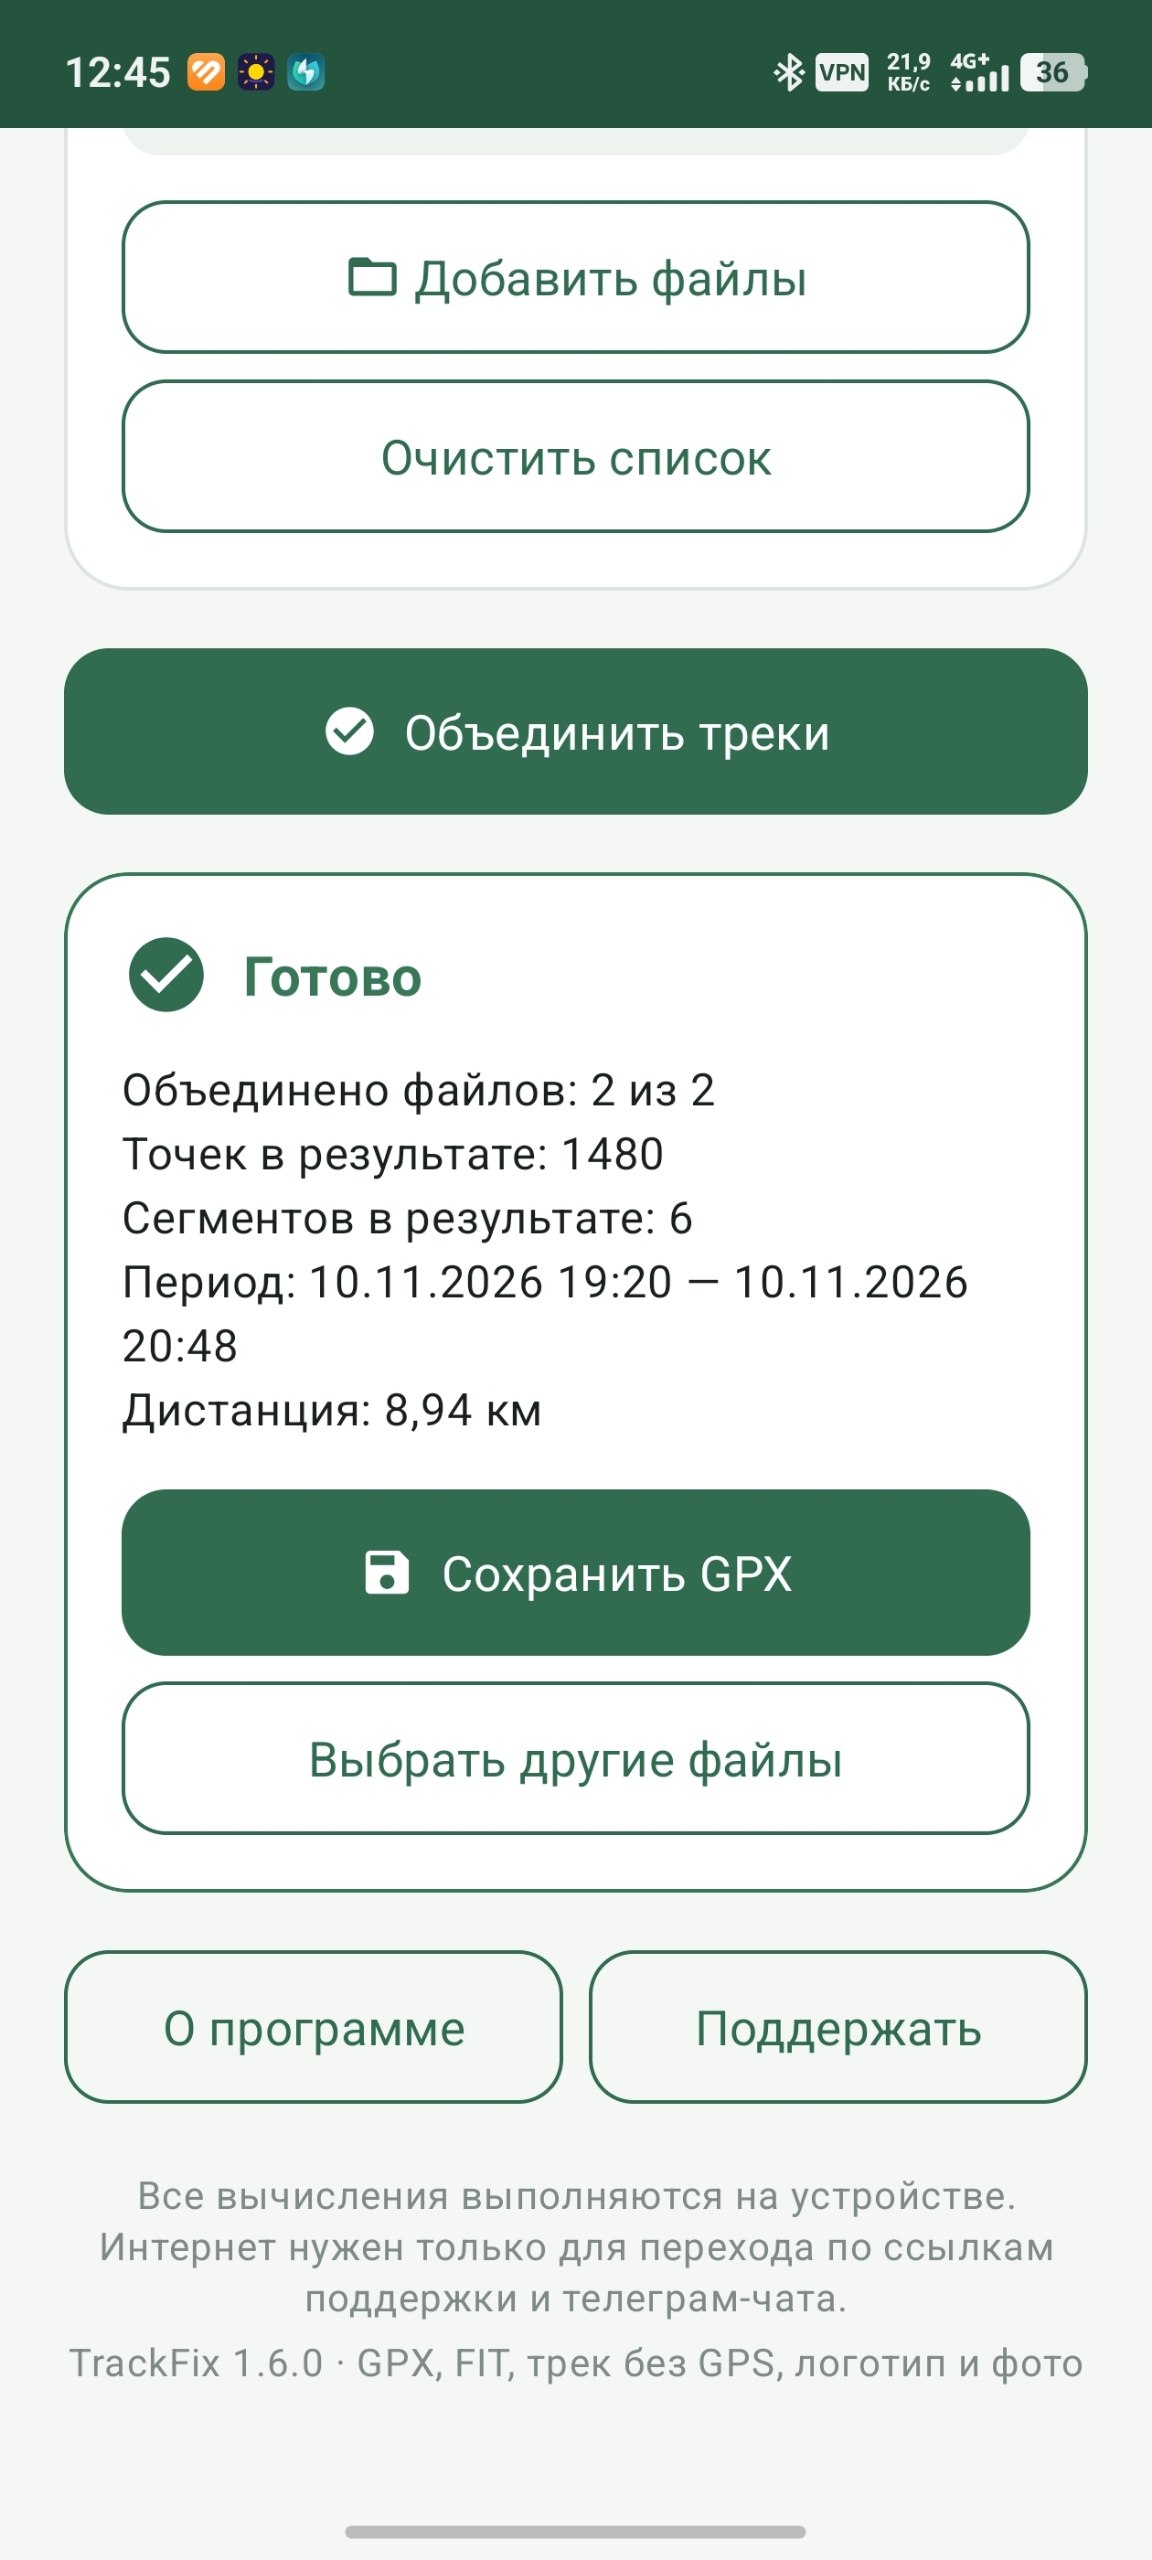 12:45
VPN
21,9
КБ/с
4G+
36
Добавить файлы
Очистить список
Объединить треки
Готово
Объединено файлов: 2 из 2
Точек в результате: 1480
Сегментов в результате: 6
Период: 10.11.2026 19:20 — 10.11.2026
20:48
Дистанция: 8,94 км
Сохранить GPX
Выбрать другие файлы
О программе
Поддержать
Все вычисления выполняются на устройстве.
Интернет нужен только для перехода по ссылкам
поддержки и телеграм-чата.
TrackFix 1.6.0 · GPX, FIT, трек без GPS, логотип и фото